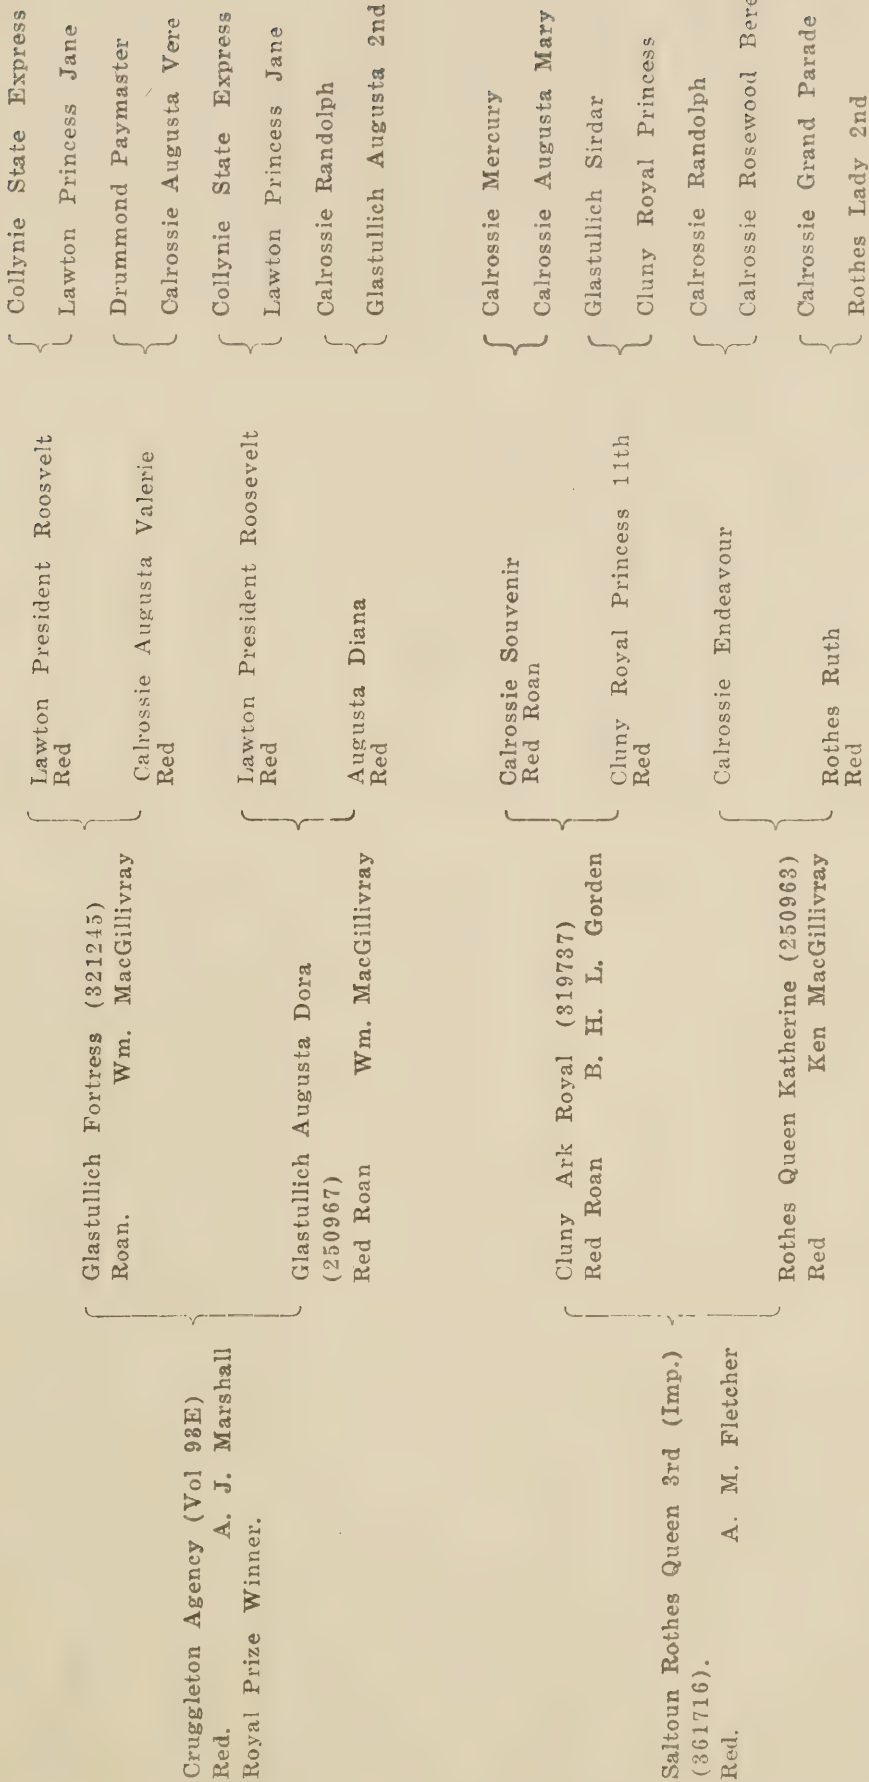 Cruggleton Agency (Vol 93E)
Red. A. J. Marshall
Royal Prize Winner.
Saltoun Rothes Queen 3rd (Imp.)
(361716).
Red. A. M. Fletcher
Glastullich Fortress (321245)
Roan. Wm. MacGillivray
Glastullich Augusta Dora
(250967)
Red Roan Wm. MacGillivray
Cluny Ark Royal (319737)
Red Roan B. H. L. Gorden
Rothes Queen Katherine (250963)
Red Ken MacGillivray
Lawton President Roosvelt
Red
Calrossie Augusta Valerie
Red
Lawton President Roosevelt
Red
Augusta Diana
Red
Calrossie Souvenir
Red Roan
Cluny Royal Princess 11th
Red
Calrossie Endeavour
Rothes Ruth
Red
Collynie State Express
Lawton Princess Jane
Drummond Paymaster
Calrossie Augusta Vere
Collynie State Express
Lawton Princess Jane
Calrossie Randolph
Glastullich Augusta 2nd
Calrossie Mercury
Calrossie Augusta Mary
Glastullich Sirdar
Cluny Royal Princess
Calrossie Randolph
Calrossie Rosewood Bere
Calrossie Grand Parade
Rothes Lady 2nd